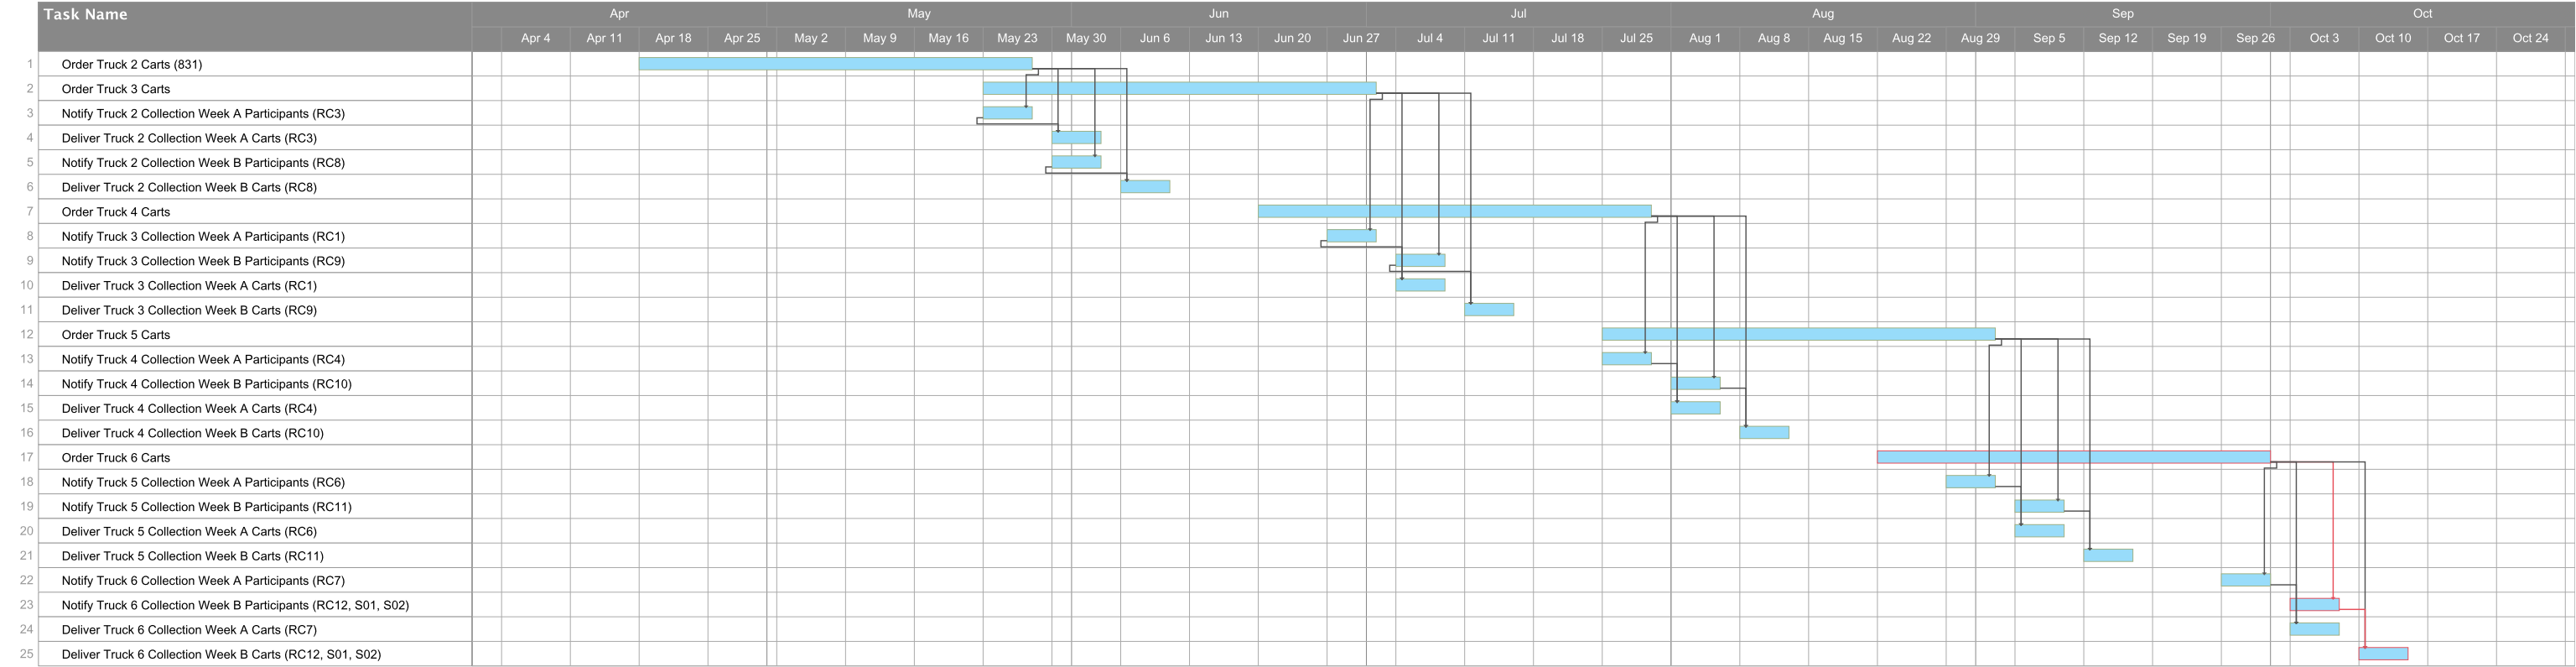 Task Name
Apr May Jun Jul Aug Sep Oct
Apr 4 Apr 11 Apr 18 Apr 25 May 2 May 9 May 16 May 23 May 30 Jun 6 Jun 13 Jun 20 Jun 27 Jul 4 Jul 11 Jul 18 Jul 25 Aug 1 Aug 8 Aug 15 Aug 22 Aug 29 Sep 5 Sep 12 Sep 19 Sep 26 Oct 3 Oct 10 Oct 17 Oct 24
1 Order Truck 2 Carts (831)
2 Order Truck 3 Carts
3 Notify Truck 2 Collection Week A Participants (RC3)
4 Deliver Truck 2 Collection Week A Carts (RC3)
5 Notify Truck 2 Collection Week B Participants (RC8)
6 Deliver Truck 2 Collection Week B Carts (RC8)
7 Order Truck 4 Carts
8 Notify Truck 3 Collection Week A Participants (RC1)
9 Notify Truck 3 Collection Week B Participants (RC9)
10 Deliver Truck 3 Collection Week A Carts (RC1)
11 Deliver Truck 3 Collection Week B Carts (RC9)
12 Order Truck 5 Carts
13 Notify Truck 4 Collection Week A Participants (RC4)
14 Notify Truck 4 Collection Week B Participants (RC10)
15 Deliver Truck 4 Collection Week A Carts (RC4)
16 Deliver Truck 4 Collection Week B Carts (RC10)
17 Order Truck 6 Carts
18 Notify Truck 5 Collection Week A Participants (RC6)
19 Notify Truck 5 Collection Week B Participants (RC11)
20 Deliver Truck 5 Collection Week A Carts (RC6)
21 Deliver Truck 5 Collection Week B Carts (RC11)
22 Notify Truck 6 Collection Week A Participants (RC7)
23 Notify Truck 6 Collection Week B Participants (RC12, S01, S02)
24 Deliver Truck 6 Collection Week A Carts (RC7)
25 Deliver Truck 6 Collection Week B Carts (RC12, S01, S02)